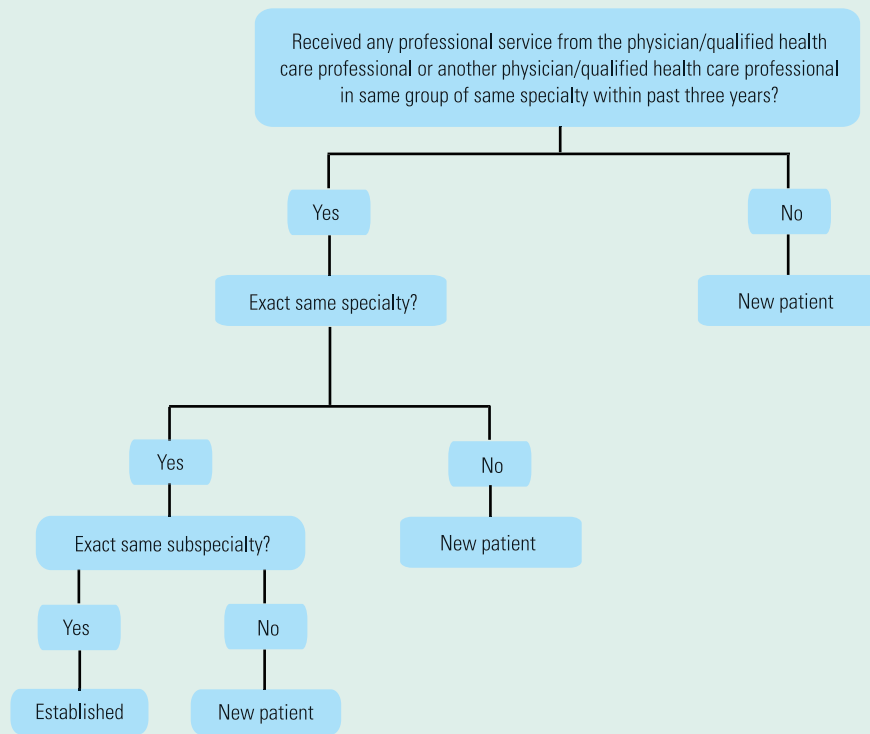 Received any professional service from the physician/qualified health
care professional or another physician/qualified health care professional
in same group of same specialty within past three years?
Yes
No
Exact same specialty?
New patient
Yes
No
Exact same subspecialty?
New patient
Yes
No
Established
New patient